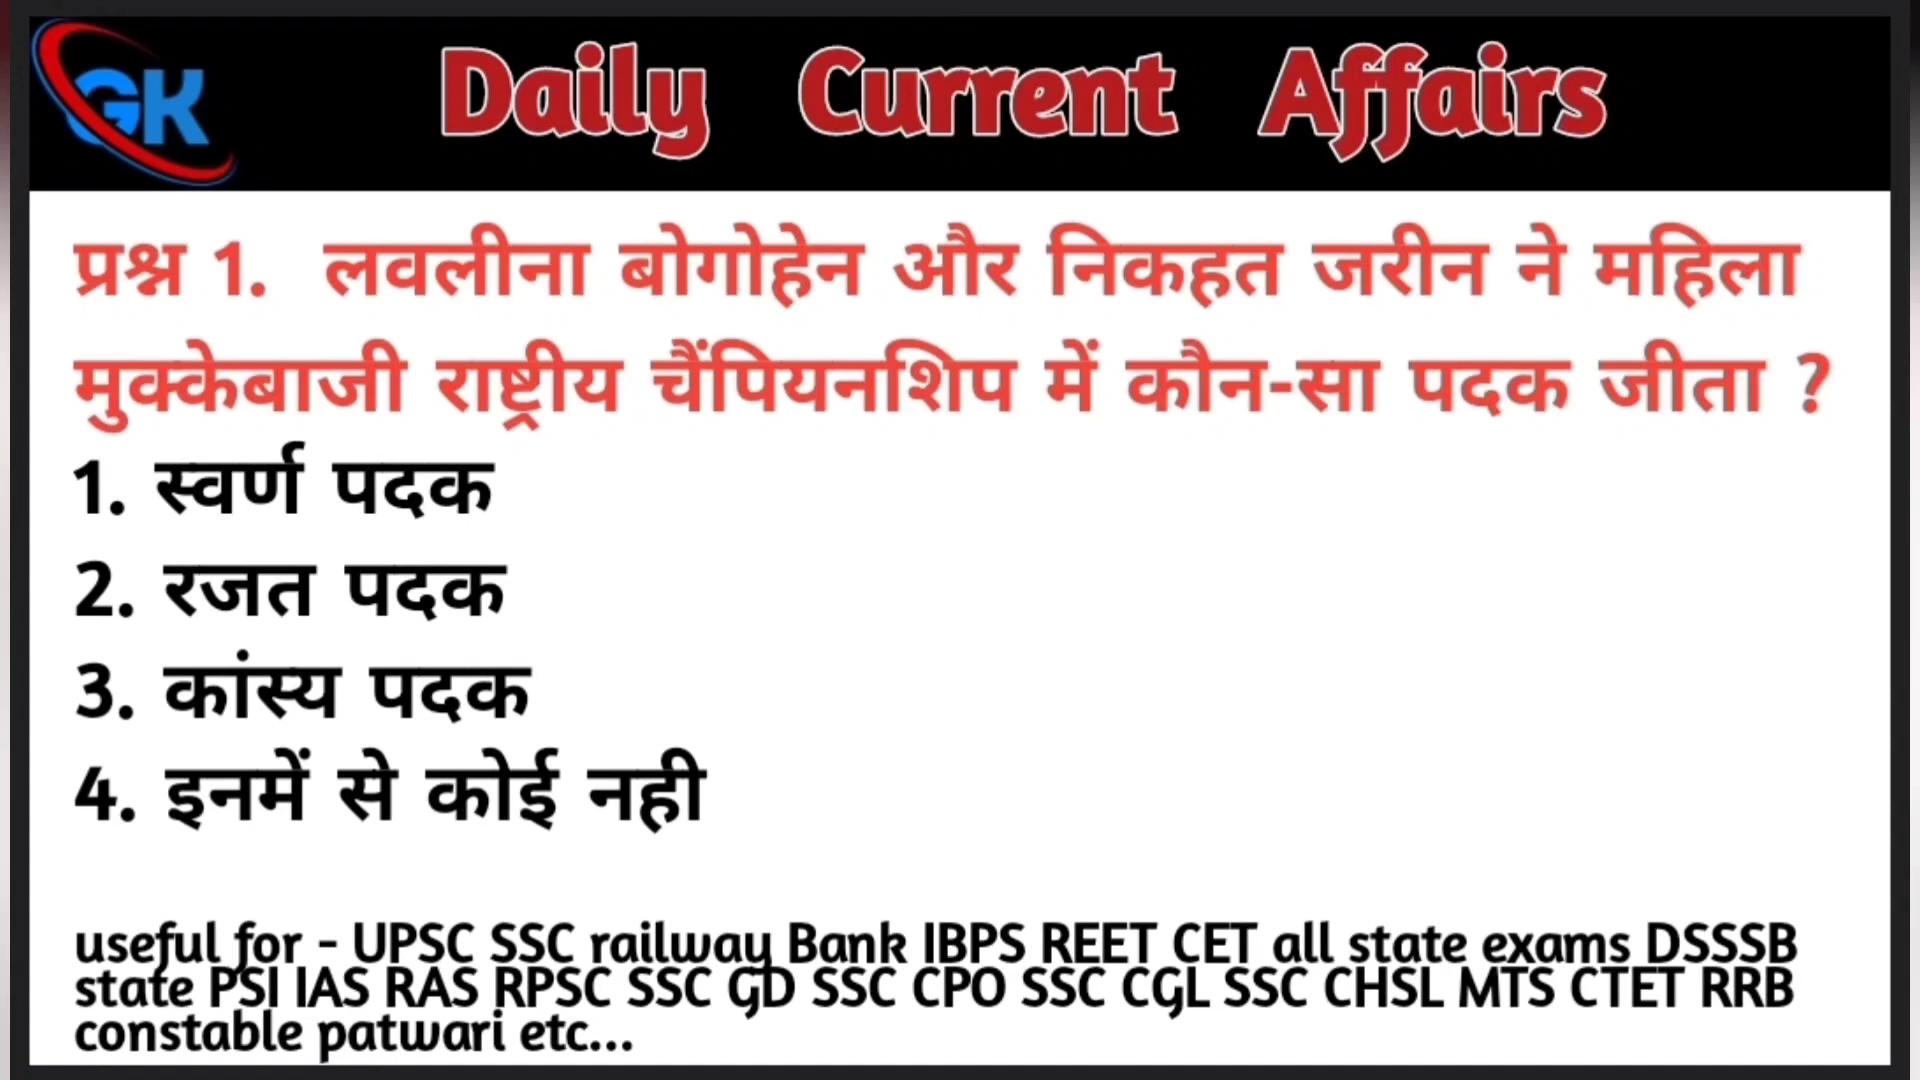 GK
Daily Current Affairs
प्रश्न 1. लवलीना बोगोहेन और निकहत जरीन ने महिला
मुक्केबाजी राष्ट्रीय चैंपियनशिप में कौन-सा पदक जीता ?
1. स्वर्ण पदक
2. रजत पदक
3. कांस्य पदक
4. इनमें से कोई नही
useful for - UPSC SSC railway Bank IBPS REET CET all state exams DSSSB
state PSI IAS RAS RPSC SSC GD SSC CPO SSC CGL SSC CHSL MTS CTET RRB
constable patwari etc...